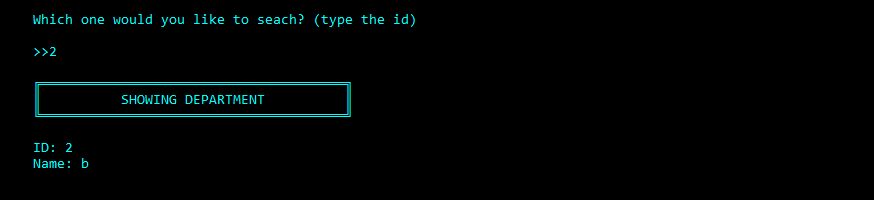 Which one would you like to seach? (type the id)
>>2
SHOWING DEPARTMENT
ID: 2
Name: b